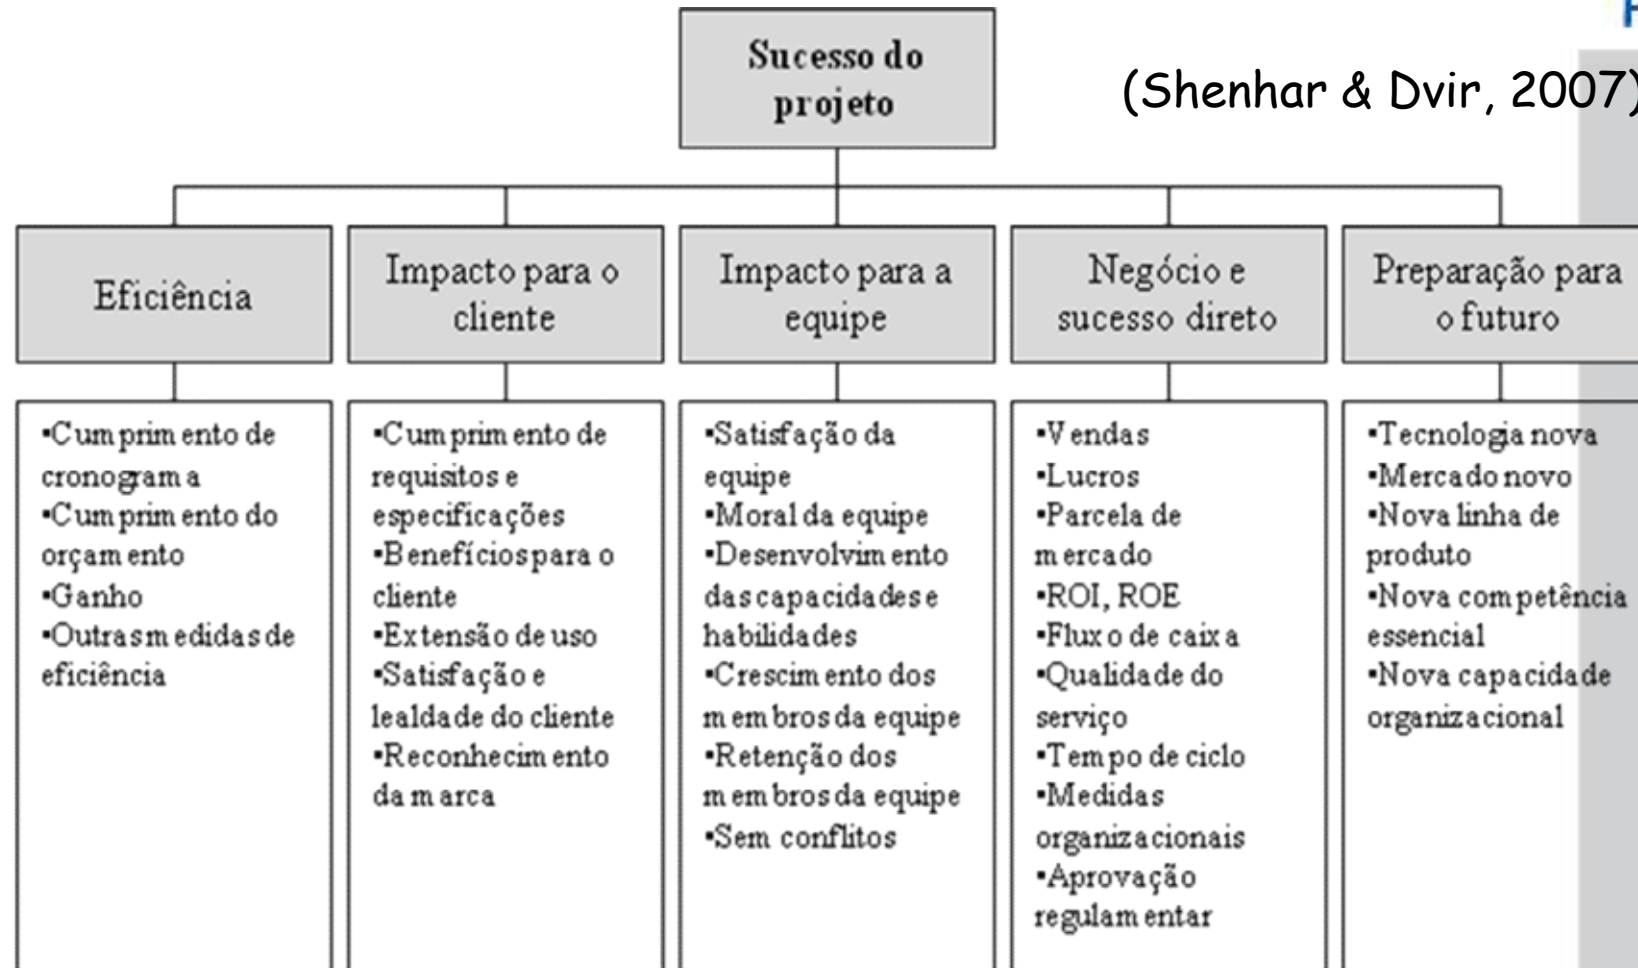 Sucesso do
projeto
(Shenhar & Dvir, 2007)
Eficiência
Impacto para o
cliente
Impacto para a
equipe
Negócio e
sucesso direto
Preparação para
o futuro
▪Cumprimento de
cronograma
▪Cumprimento do
orçamento
▪Ganho
▪Outras medidas de
eficiência
▪Cumprimento de
requisitos e
especificações
▪Benefícios para o
cliente
▪Extensão de uso
▪Satisfação e
lealdade do cliente
▪Reconhecimento
da marca
▪Satisfação da
equipe
▪Moral da equipe
▪Desenvolvimento
das capacidades e
habilidades
▪Crescimento dos
membros da equipe
▪Retenção dos
membros da equipe
▪Sem conflitos
▪Vendas
▪Lucros
▪Parcela de
mercado
▪ROI, ROE
▪Fluxo de caixa
▪Qualidade do
serviço
▪Tempo de ciclo
▪Medidas
organizacionais
▪Aprovação
regulamentar
▪Tecnologia nova
▪Mercado novo
▪Nova linha de
produto
▪Nova competência
essencial
▪Nova capacidade
organizacional